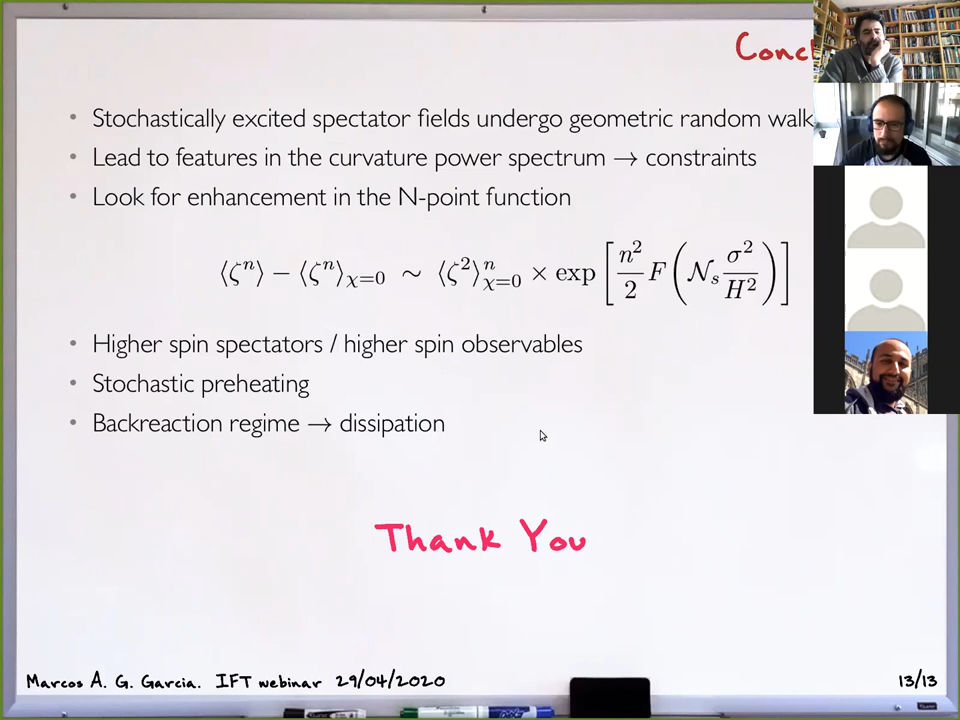 Conc
Stochastically excited spectator fields undergo geometric random walk
Lead to features in the curvature power spectrum → constraints
Look for enhancement in the N-point function
⟨ζⁿ⟩ − ⟨ζⁿ⟩_{χ=0} ∼ ⟨ζ²⟩ⁿ_{χ=0} × exp [ n²/2 F ( 𝒩_s σ²/H² ) ]
Higher spin spectators / higher spin observables
Stochastic preheating
Backreaction regime → dissipation
Thank You
Marcos A. G. Garcia. IFT webinar 29/04/2020
13/13